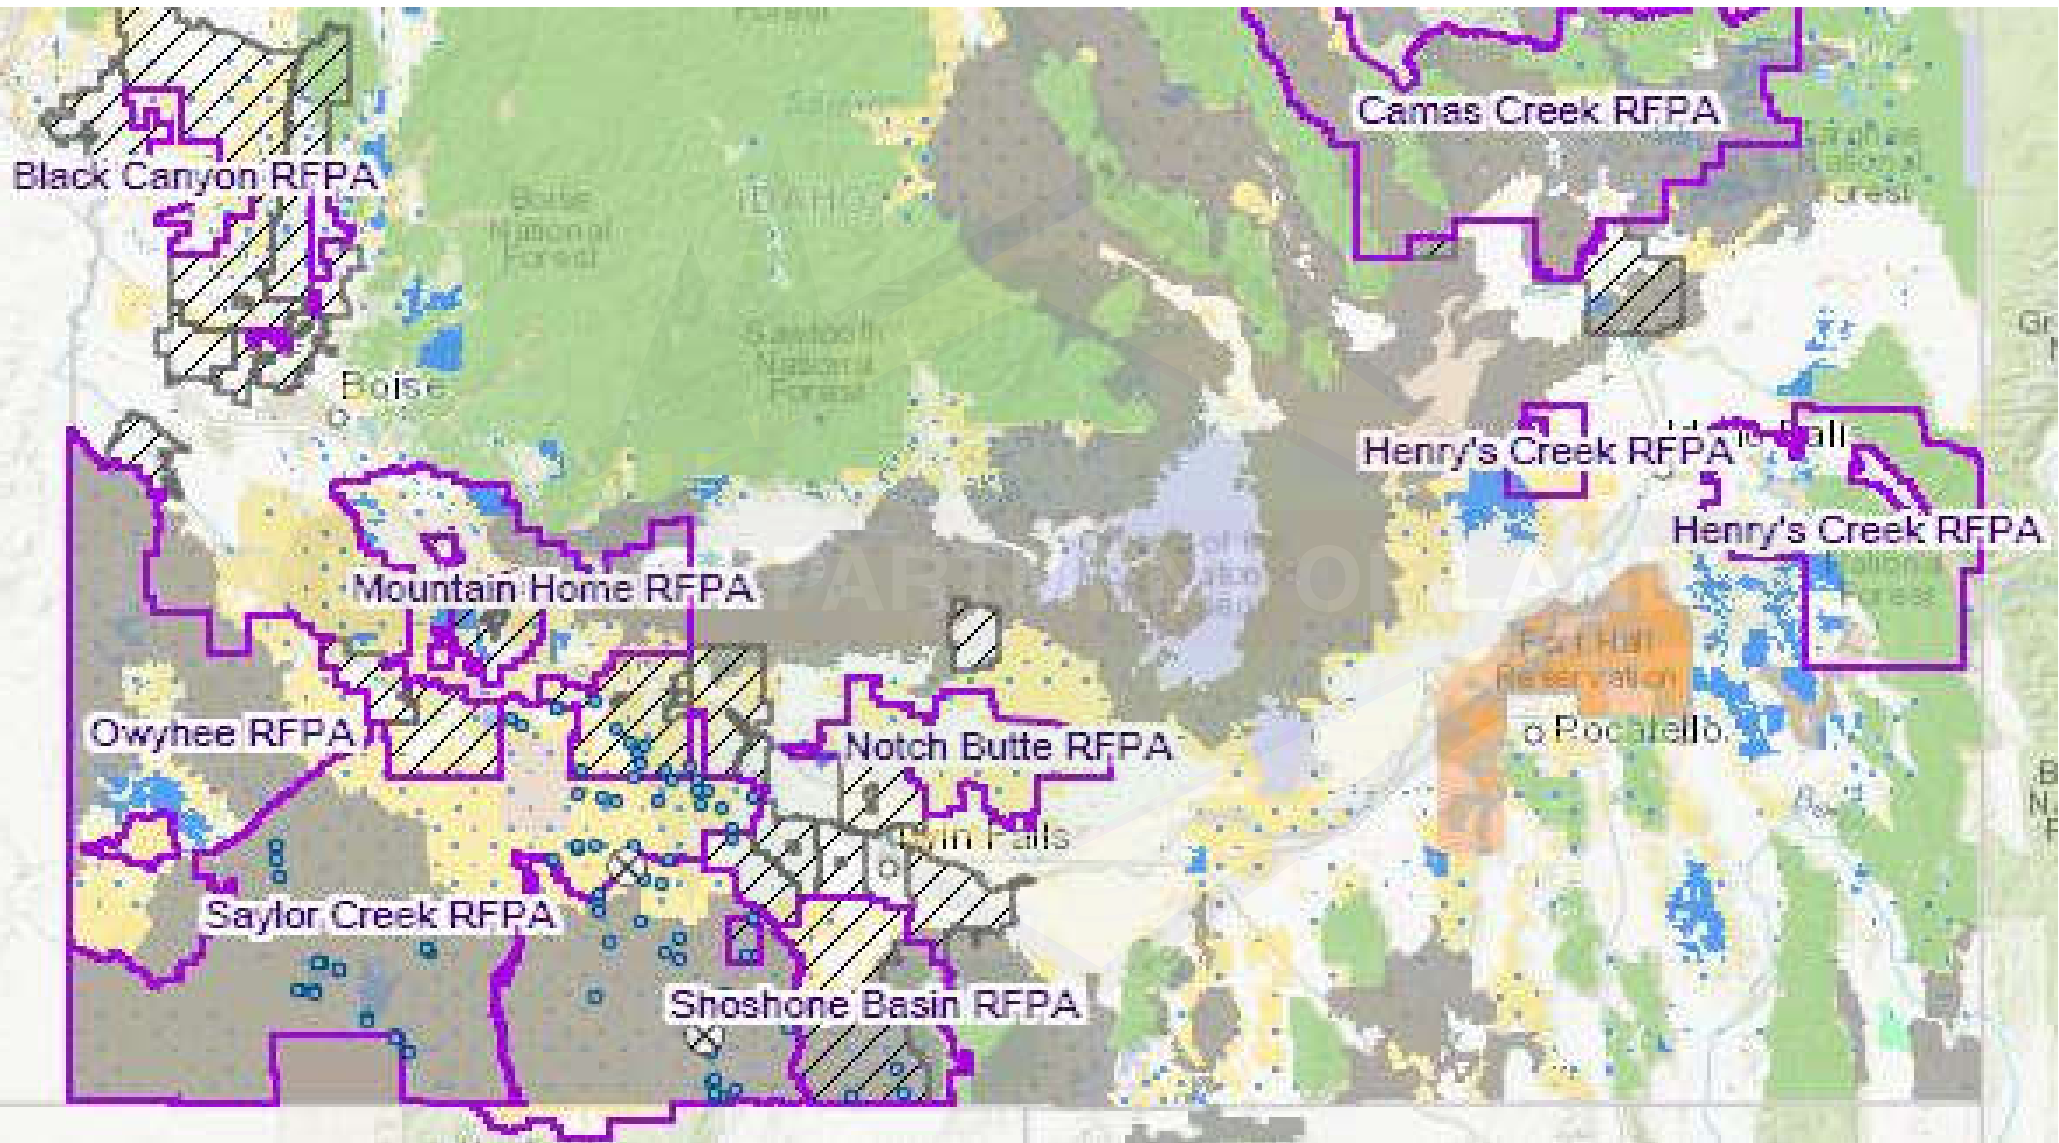 Forest
Camas Creek RFPA
Black Canyon RFPA
Boise
National
Forest
IDAHO
Sawtooth
National
Forest
Boise
Henry's Creek RFPA
Henry's Creek RFPA
Mountain Home RFPA
Fort Hall
Reservation
Owyhee RFPA
Notch Butte RFPA
Pocatello
Twin Falls
Saylor Creek RFPA
Shoshone Basin RFPA